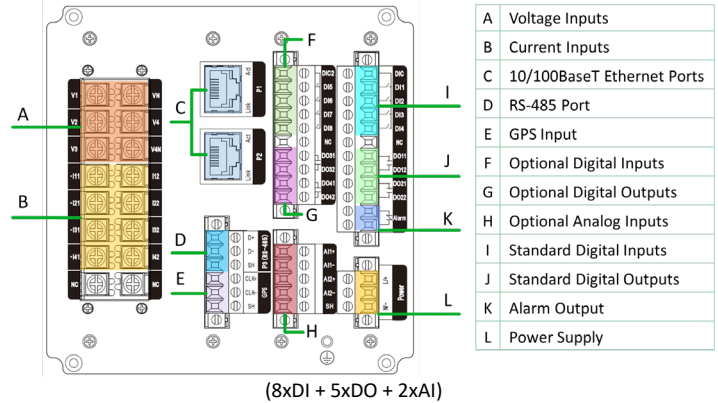 A
B
C
D
E
F
G
H
I
J
K
L
V1 VN
V2 V4
V3 V4N
·I11 I12
·I21 I22
·I31 I32
·I41 I42
NC NC
Act
P1
Link
Act
P2
Link
DIC2
DI5
DI6
DI7
DI8
DO31
DO32
DO41
DO42
DIC
DI1
DI2
DI3
DI4
NC
DO11
DO12
DO21
DO22
Alarm
D+
D-
SH
P3 (RS-485)
CLK+
CLK-
SH
GPS
AI1+
AI1-
AI2+
AI2-
SH
L/+
N/-
Power
(8xDI + 5xDO + 2xAI)
A Voltage Inputs
B Current Inputs
C 10/100BaseT Ethernet Ports
D RS-485 Port
E GPS Input
F Optional Digital Inputs
G Optional Digital Outputs
H Optional Analog Inputs
I Standard Digital Inputs
J Standard Digital Outputs
K Alarm Output
L Power Supply